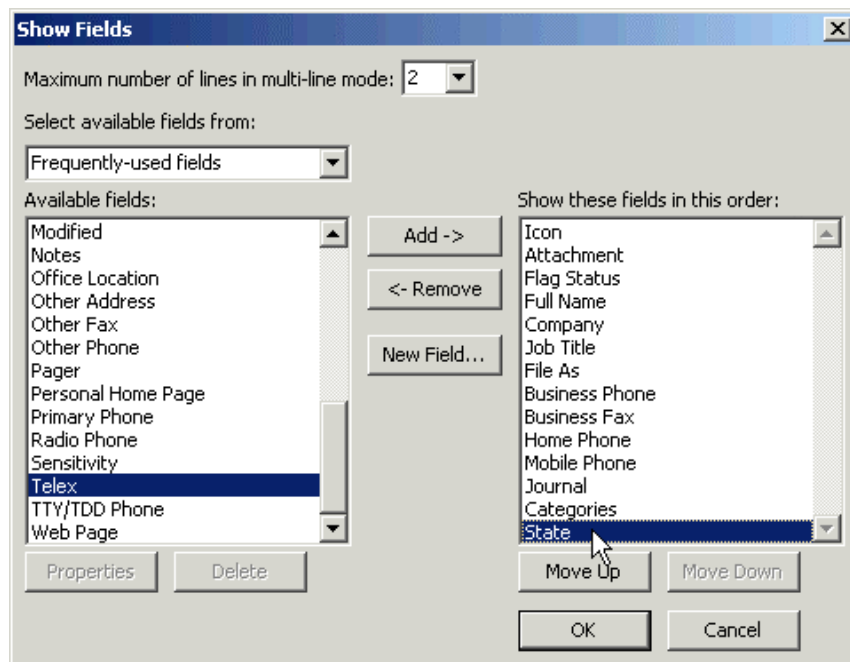 Show Fields
Maximum number of lines in multi-line mode: 2
Select available fields from:
Frequently-used fields
Available fields:
Modified
Notes
Office Location
Other Address
Other Fax
Other Phone
Pager
Personal Home Page
Primary Phone
Radio Phone
Sensitivity
Telex
TTY/TDD Phone
Web Page
Properties
Delete
Add ->
<- Remove
New Field...
Show these fields in this order:
Icon
Attachment
Flag Status
Full Name
Company
Job Title
File As
Business Phone
Business Fax
Home Phone
Mobile Phone
Journal
Categories
State
Move Up
Move Down
OK
Cancel